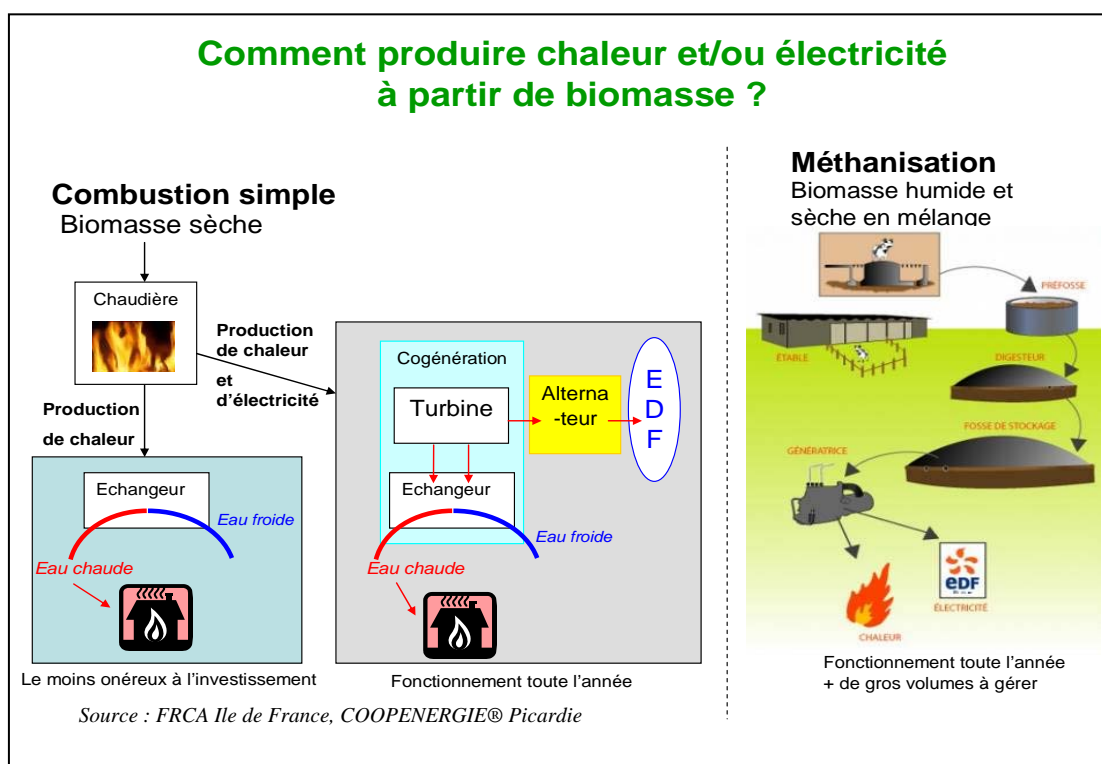 Comment produire chaleur et/ou électricité
à partir de biomasse ?
Combustion simple
Biomasse sèche
Chaudière
Production
de chaleur
et
d'électricité
Production
de chaleur
Echangeur
Eau froide
Eau chaude
Le moins onéreux à l'investissement
Cogénération
Turbine
Alterna
-teur
E
D
F
Echangeur
Eau froide
Eau chaude
Fonctionnement toute l'année
Source : FRCA Ile de France, COOPENERGIE® Picardie
Méthanisation
Biomasse humide et
sèche en mélange
PRÉFOSSE
ÉTABLE
DIGESTEUR
FOSSE DE STOCKAGE
GÉNÉRATRICE
eDF
ÉLECTRICITÉ
CHALEUR
Fonctionnement toute l'année
+ de gros volumes à gérer